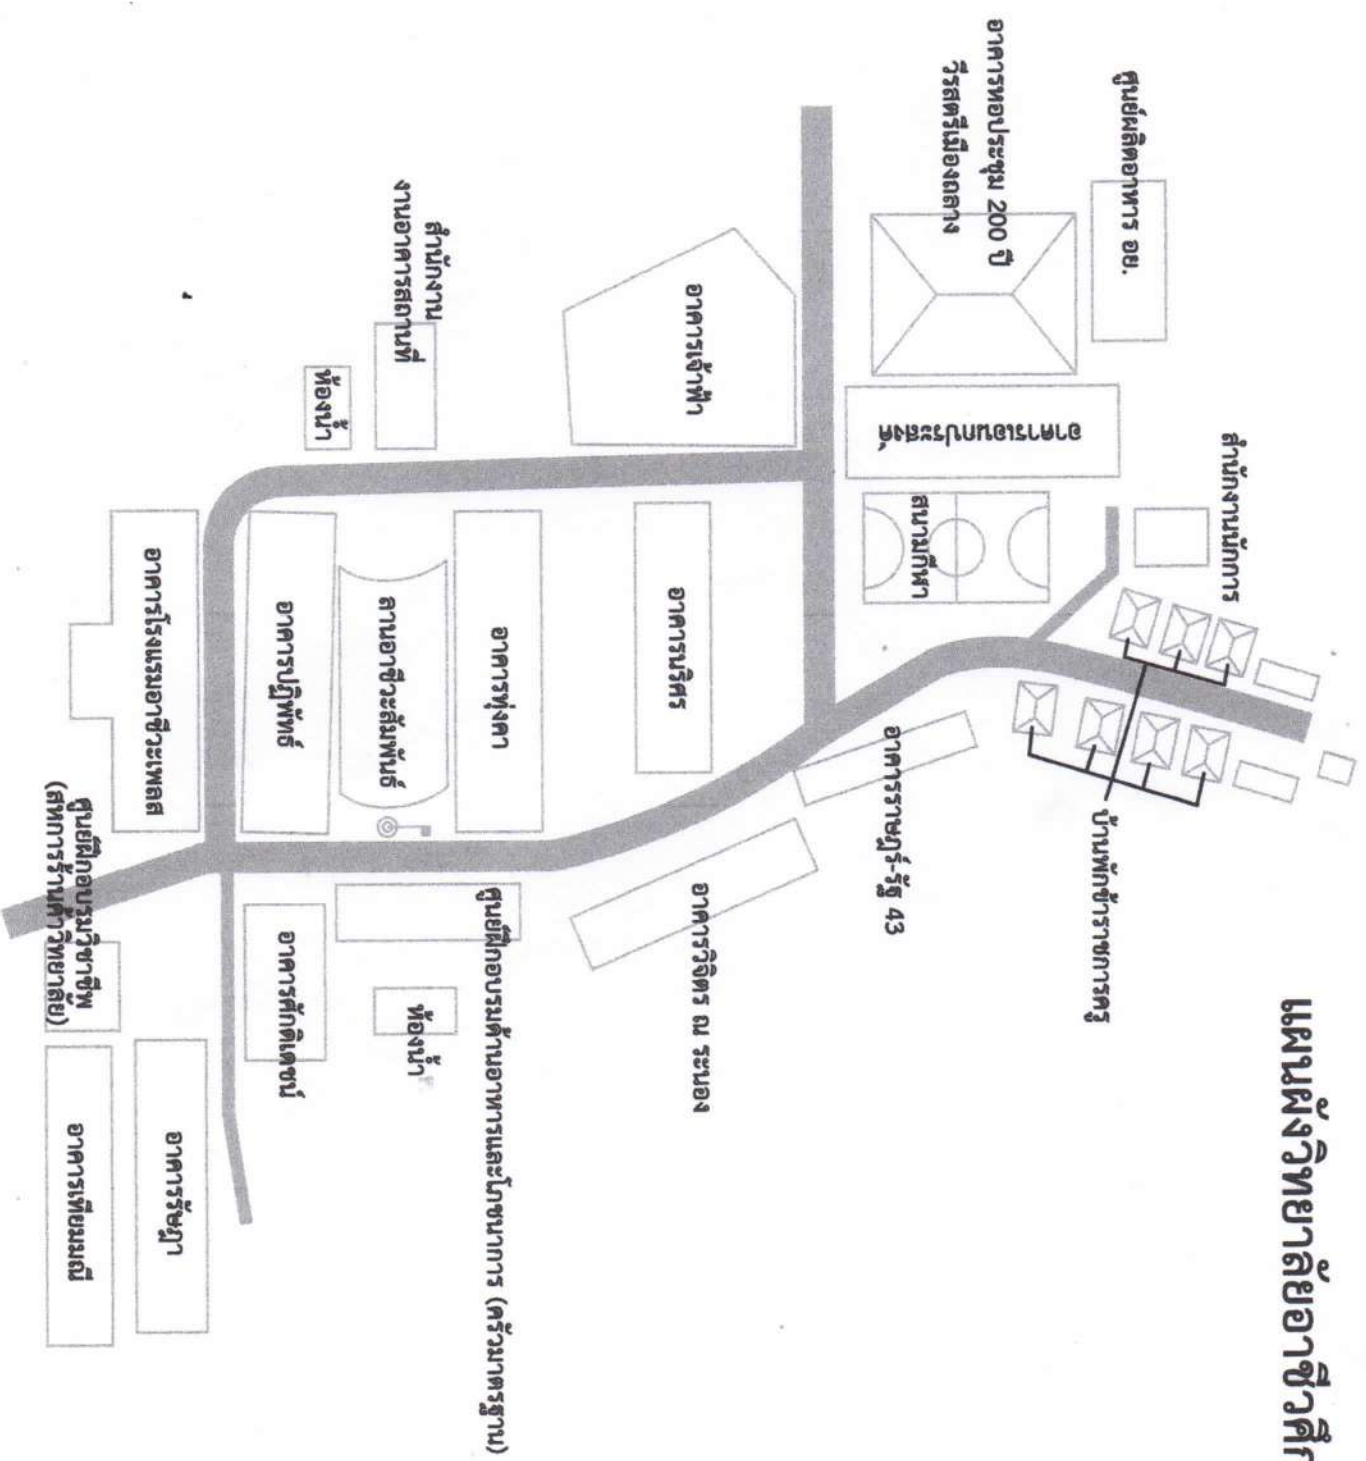 แผนผังวิทยาลัยอาชีวศึ
ศูนย์ผลิตอาหาร อย.
อาคารหอประชุม 200 ปี
วีรสตรีเมืองถลาง
อาคารเอนกประสงค์
สำนักงานนักการ
สนามกีฬา
บ้านพักข้าราชการครู
อาคารราษฎร์-รัฐ 43
อาคารเจ้าฟ้า
อาคารนริศร
อาคารวิจิตร ณ ระนอง
สำนักงาน
งานอาคารสถานที่
ห้องน้ำ
อาคารทุ่งคา
ลานอาชีวะสัมพันธ์
อาคารปฏิพัทธ์
อาคารโรงแรมอาชีวะเพลส
ศูนย์ฝึกอบรมด้านอาหารและโภชนาการ (ครัวมาตรฐาน)
ห้องน้ำ
อาคารศักดิเดชน์
ศูนย์ฝึกอบรมวิชาชีพ
(สหการร้านค้าวิทยาลัย)
อาคารรัษฎา
อาคารเทียมมณี